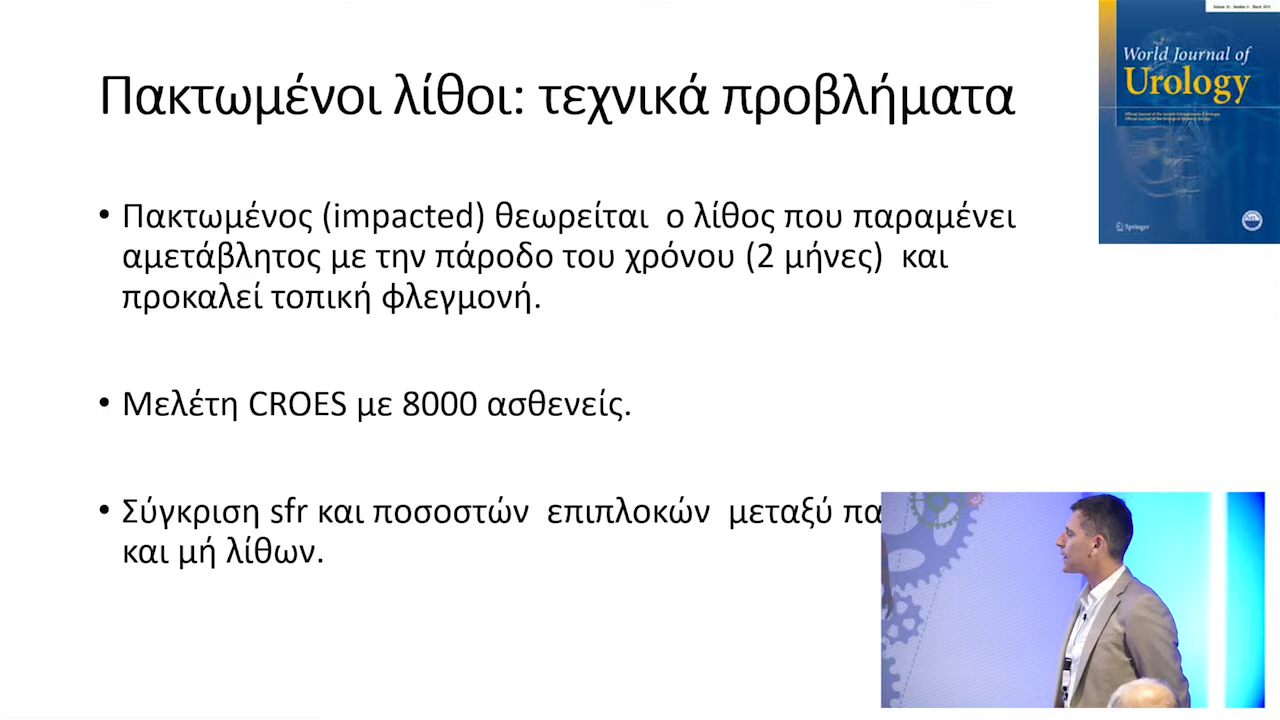 Πακτωμένοι λίθοι: τεχνικά προβλήματα
World Journal of
Urology
Springer
• Πακτωμένος (impacted) θεωρείται ο λίθος που παραμένει
αμετάβλητος με την πάροδο του χρόνου (2 μήνες) και
προκαλεί τοπική φλεγμονή.
• Μελέτη CROES με 8000 ασθενείς.
• Σύγκριση sfr και ποσοστών επιπλοκών μεταξύ πα
και μή λίθων.